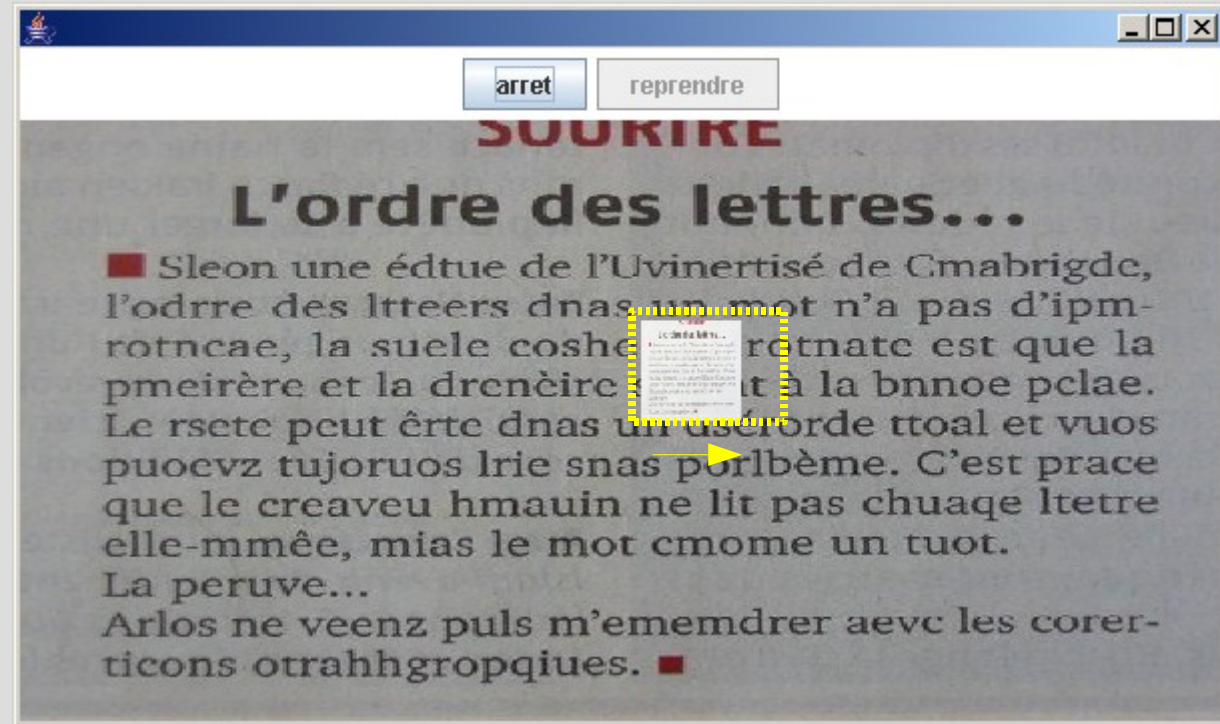 arret reprendre
SOURIRE
L'ordre des lettres...
Sleon une édtue de l'Uvinertisé de Cmabrigde,
l'odrre des ltteers dnas un mot n'a pas d'ipm-
rotncae, la suele coshe rotnate est que la
pmeirère et la drenèire à la bnnoe pclae.
Le rsete peut êrte dnas un dséforde ttoal et vuos
puoevz tujoruos lrie snas porlbème. C'est prace
que le creaveu hmauin ne lit pas chuaqe ltetre
elle-mmêe, mias le mot cmome un tuot.
La peruve...
Arlos ne veenz puls m'ememdrer aevc les corer-
ticons otrahhgropqiues.